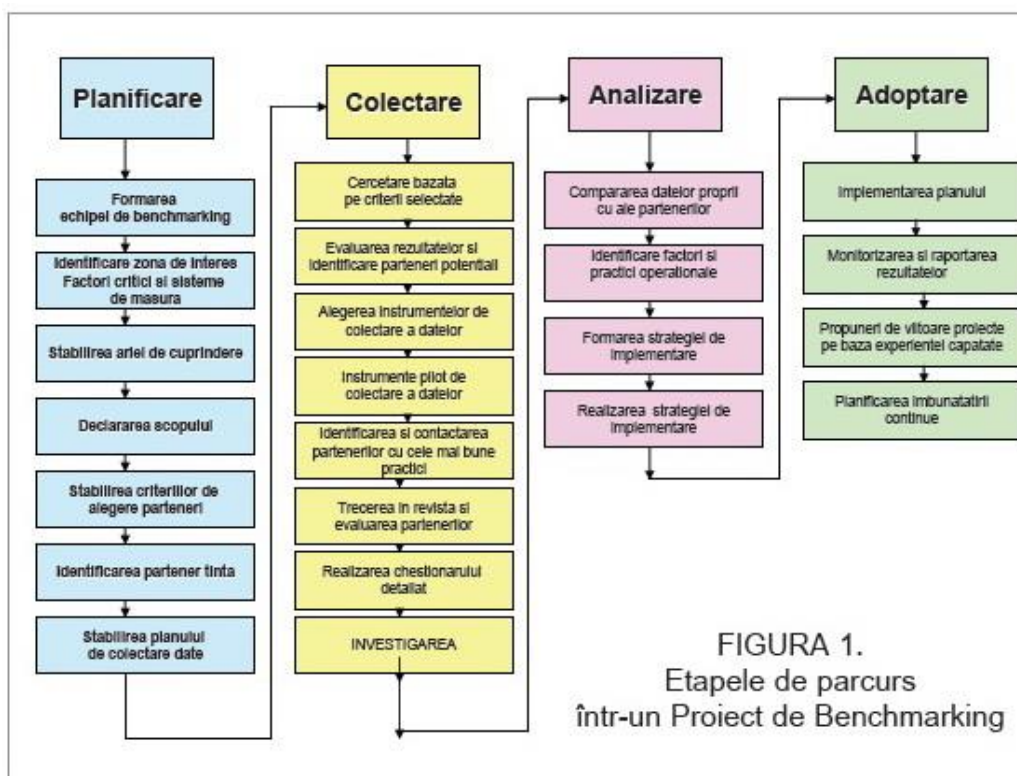 Planificare
Formarea
echipei de benchmarking
Identificare zona de interes
Factori critici si sisteme
de masura
Stabilirea ariei de cuprindere
Declararea scopului
Stabilirea criteriilor de
alegere parteneri
Identificarea partener tinta
Stabilirea planului
de colectare date
Colectare
Cercetare bazata
pe criterii selectate
Evaluarea rezultatelor si
identificare parteneri potentiali
Alegerea instrumentelor de
colectare a datelor
Instrumente pilot de
colectare a datelor
Identificarea si contactarea
partenerilor cu cele mai bune
practici
Trecerea in revista si
evaluarea partenerilor
Realizarea chestionarului
detaliat
INVESTIGAREA
Analizare
Compararea datelor proprii
cu ale partenerilor
Identificare factori si
practici operationale
Formarea strategiei de
implementare
Realizarea strategiei de
implementare
Adoptare
Implementarea planului
Monitorizarea si raportarea
rezultatelor
Propuneri de viitoare proiecte
pe baza experientei capatate
Planificarea imbunatatirii
continue
FIGURA 1.
Etapele de parcurs
într-un Proiect de Benchmarking